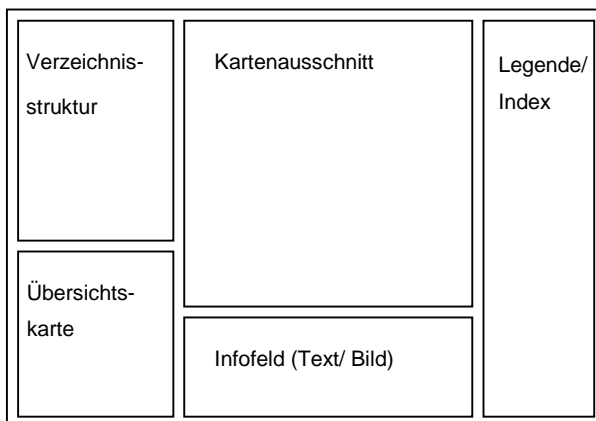 Verzeichnis-
struktur
Übersichts-
karte
Kartenausschnitt
Infofeld (Text/ Bild)
Legende/
Index